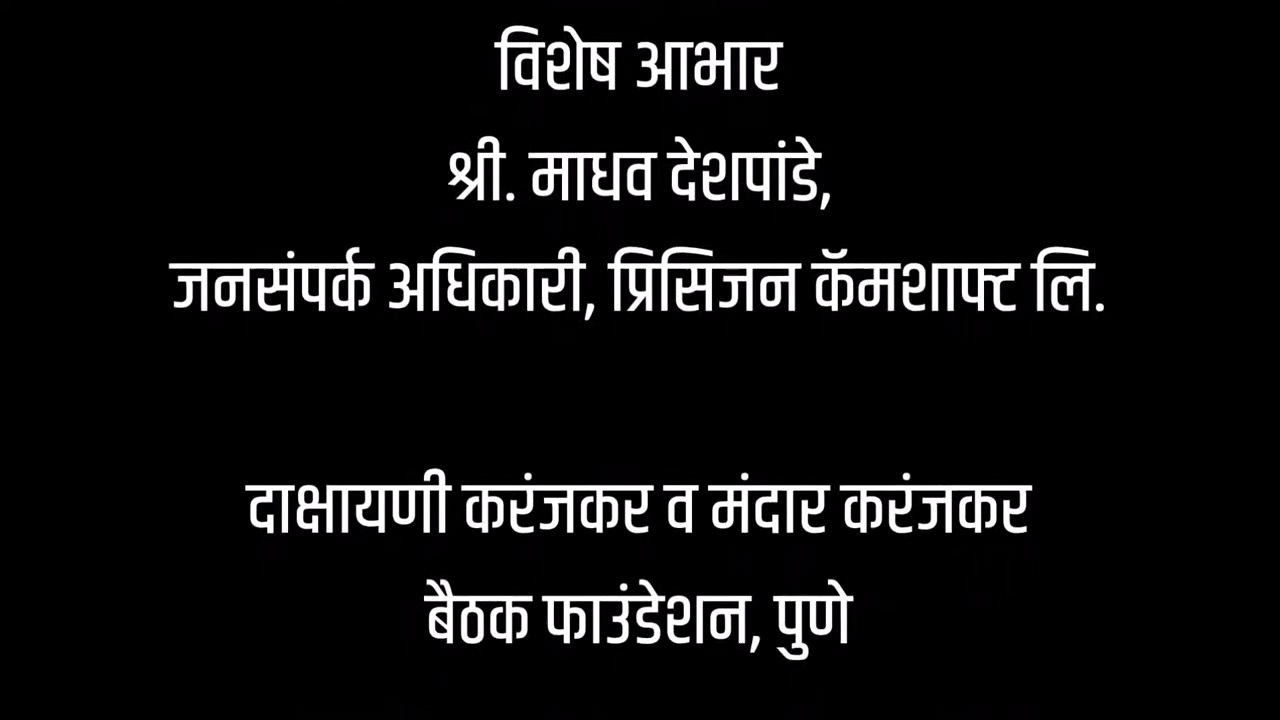 विशेष आभार
श्री. माधव देशपांडे,
जनसंपर्क अधिकारी, प्रिसिजन कॅमशाफ्ट लि.
दाक्षायणी करंजकर व मंदार करंजकर
बैठक फाउंडेशन, पुणे